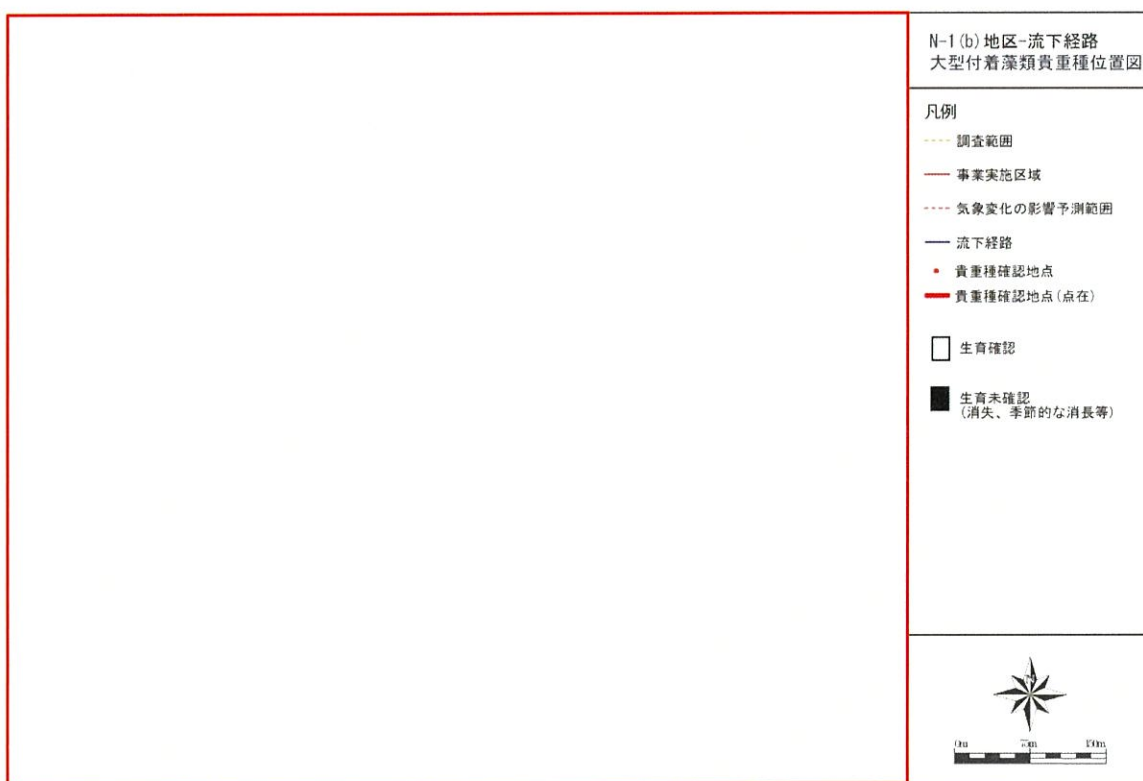 N-1(b)地区-流下経路
大型付着藻類貴重種位置図
凡例
調査範囲
事業実施区域
気象変化の影響予測範囲
流下経路
貴重種確認地点
貴重種確認地点(点在)
生育確認
生育未確認
(消失、季節的な消長等)
N
0m 75m 150m